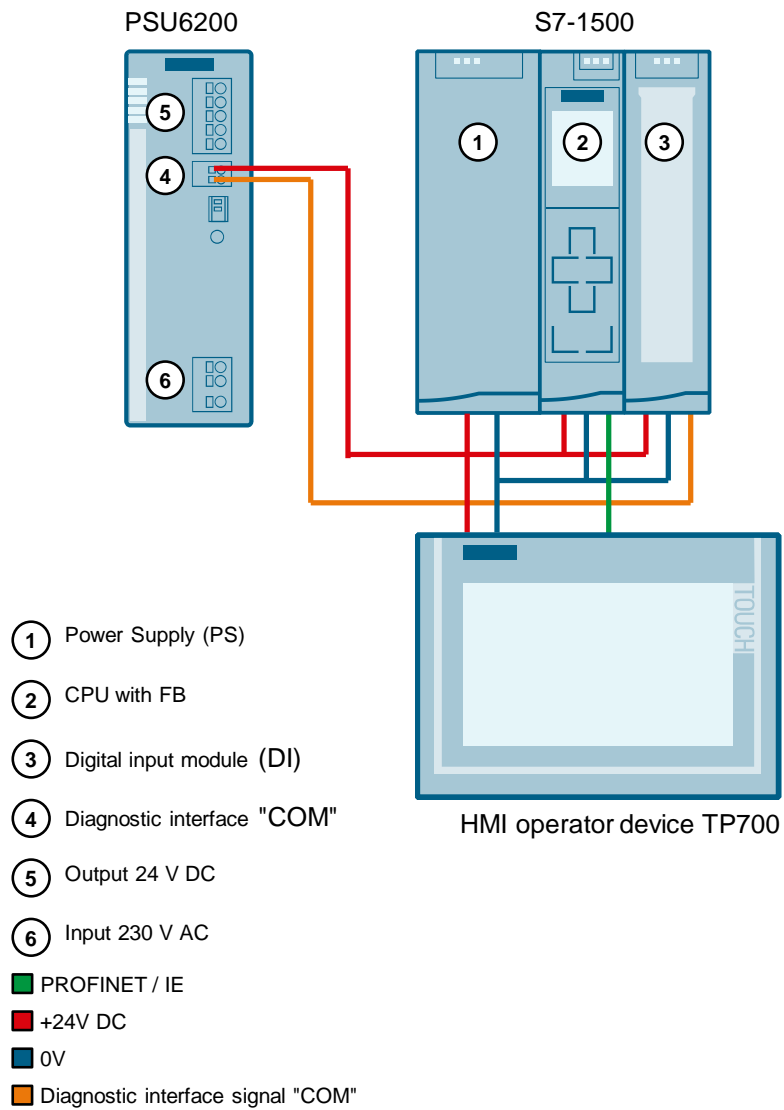 PSU6200
S7-1500
5
4
6
1
2
3
TOUCH
HMI operator device TP700
1 Power Supply (PS)
2 CPU with FB
3 Digital input module (DI)
4 Diagnostic interface "COM"
5 Output 24 V DC
6 Input 230 V AC
PROFINET / IE
+24V DC
0V
Diagnostic interface signal "COM"